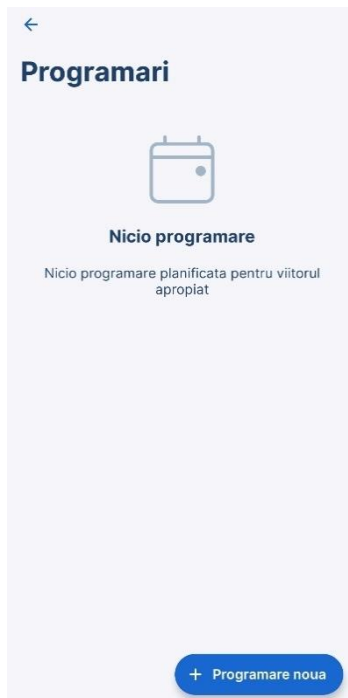 Programari
Nicio programare
Nicio programare planificata pentru viitorul
apropiat
+ Programare noua